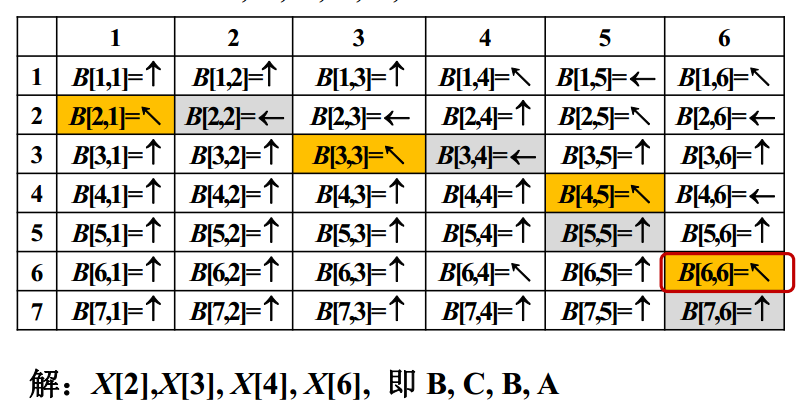 1 2 3 4 5 6
1 B[1,1]=↑ B[1,2]=↑ B[1,3]=↑ B[1,4]=↖ B[1,5]=← B[1,6]=↖
2 B[2,1]=↖ B[2,2]=← B[2,3]=← B[2,4]=↑ B[2,5]=↖ B[2,6]=←
3 B[3,1]=↑ B[3,2]=↑ B[3,3]=↖ B[3,4]=← B[3,5]=↑ B[3,6]=↑
4 B[4,1]=↑ B[4,2]=↑ B[4,3]=↑ B[4,4]=↑ B[4,5]=↖ B[4,6]=←
5 B[5,1]=↑ B[5,2]=↑ B[5,3]=↑ B[5,4]=↑ B[5,5]=↑ B[5,6]=↑
6 B[6,1]=↑ B[6,2]=↑ B[6,3]=↑ B[6,4]=↖ B[6,5]=↑ B[6,6]=↖
7 B[7,1]=↑ B[7,2]=↑ B[7,3]=↑ B[7,4]=↑ B[7,5]=↑ B[7,6]=↑
解：X[2],X[3], X[4], X[6], 即 B, C, B, A